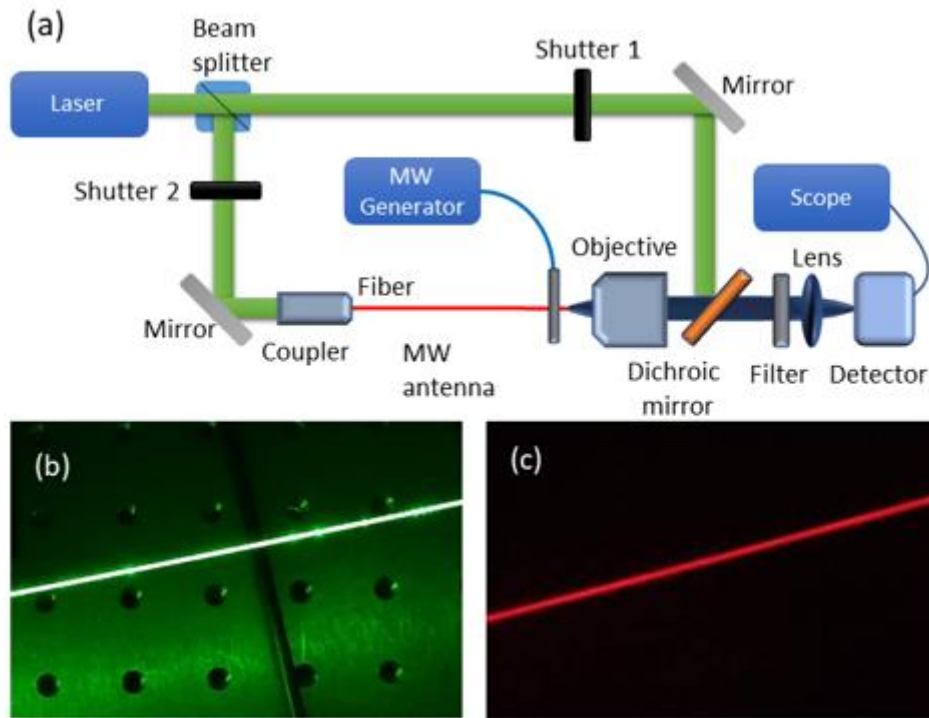 (a)
Beam
splitter
Shutter 1
Mirror
Laser
Shutter 2
MW
Generator
Scope
Objective
Lens
Fiber
Mirror
Coupler
MW
antenna
Dichroic
mirror
Filter
Detector
(b)
(c)